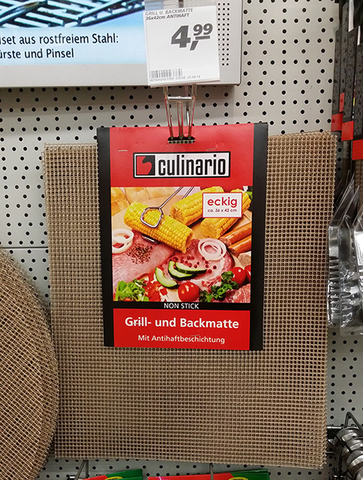 set aus rostfreiem Stahl:
ürste und Pinsel
GRILL U. BACKMATTE
36x42cm ANTIHAFT
4,99
culinario
eckig
ca. 36 x 42 cm
NON STICK
Grill- und Backmatte
Mit Antihaftbeschichtung